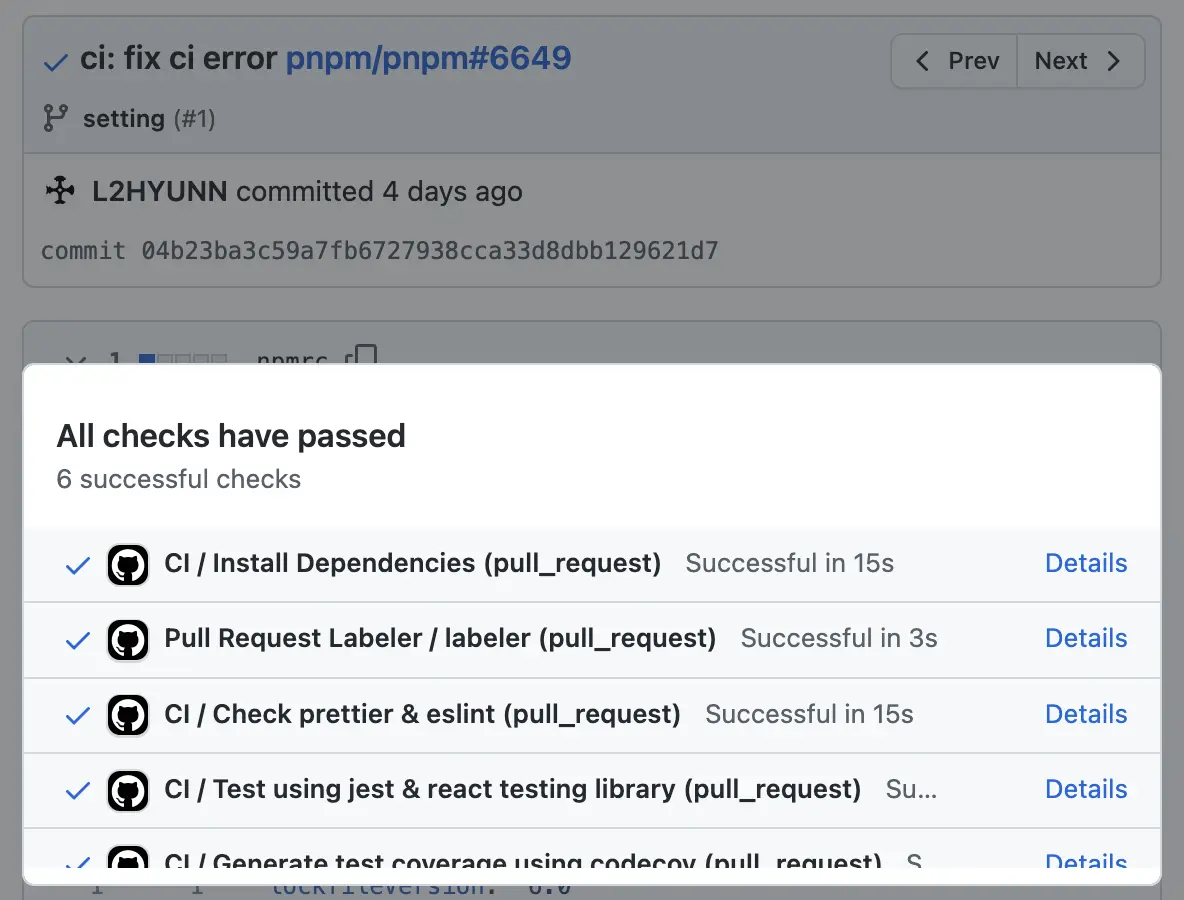 ci: fix ci error pnpm/pnpm#6649
Prev
Next
setting (#1)
L2HYUNN committed 4 days ago
commit 04b23ba3c59a7fb6727938cca33d8dbb129621d7
1 npmrc
All checks have passed
6 successful checks
CI / Install Dependencies (pull_request) Successful in 15s Details
Pull Request Labeler / labeler (pull_request) Successful in 3s Details
CI / Check prettier & eslint (pull_request) Successful in 15s Details
CI / Test using jest & react testing library (pull_request) Su... Details
CI / Generate test coverage using codecov (pull_request) S Details
1 1 lockfileVersion: '6.0'